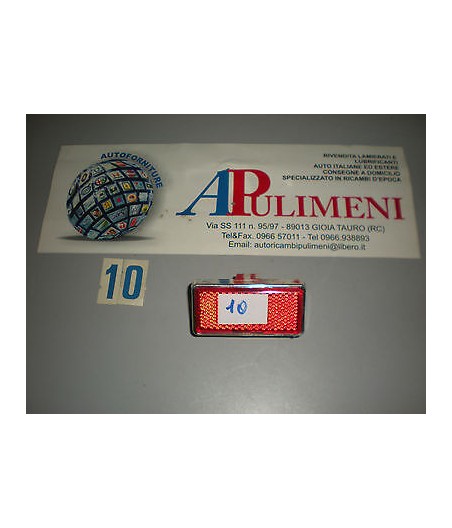 AUTOFORNITURE
RIVENDITA LAMIERATI E
LUBRIFICANTI
AUTO ITALIANE ED ESTERE
CONSEGNE A DOMICILIO
SPECIALIZZATO IN RICAMBI D'EPOCA
APULIMENI
Via SS 111 n. 95/97 - 89013 GIOIA TAURO (RC)
Tel&Fax. 0966 57011 - Tel 0966.938893
Email: autoricambipulimeni@libero.it
10
10